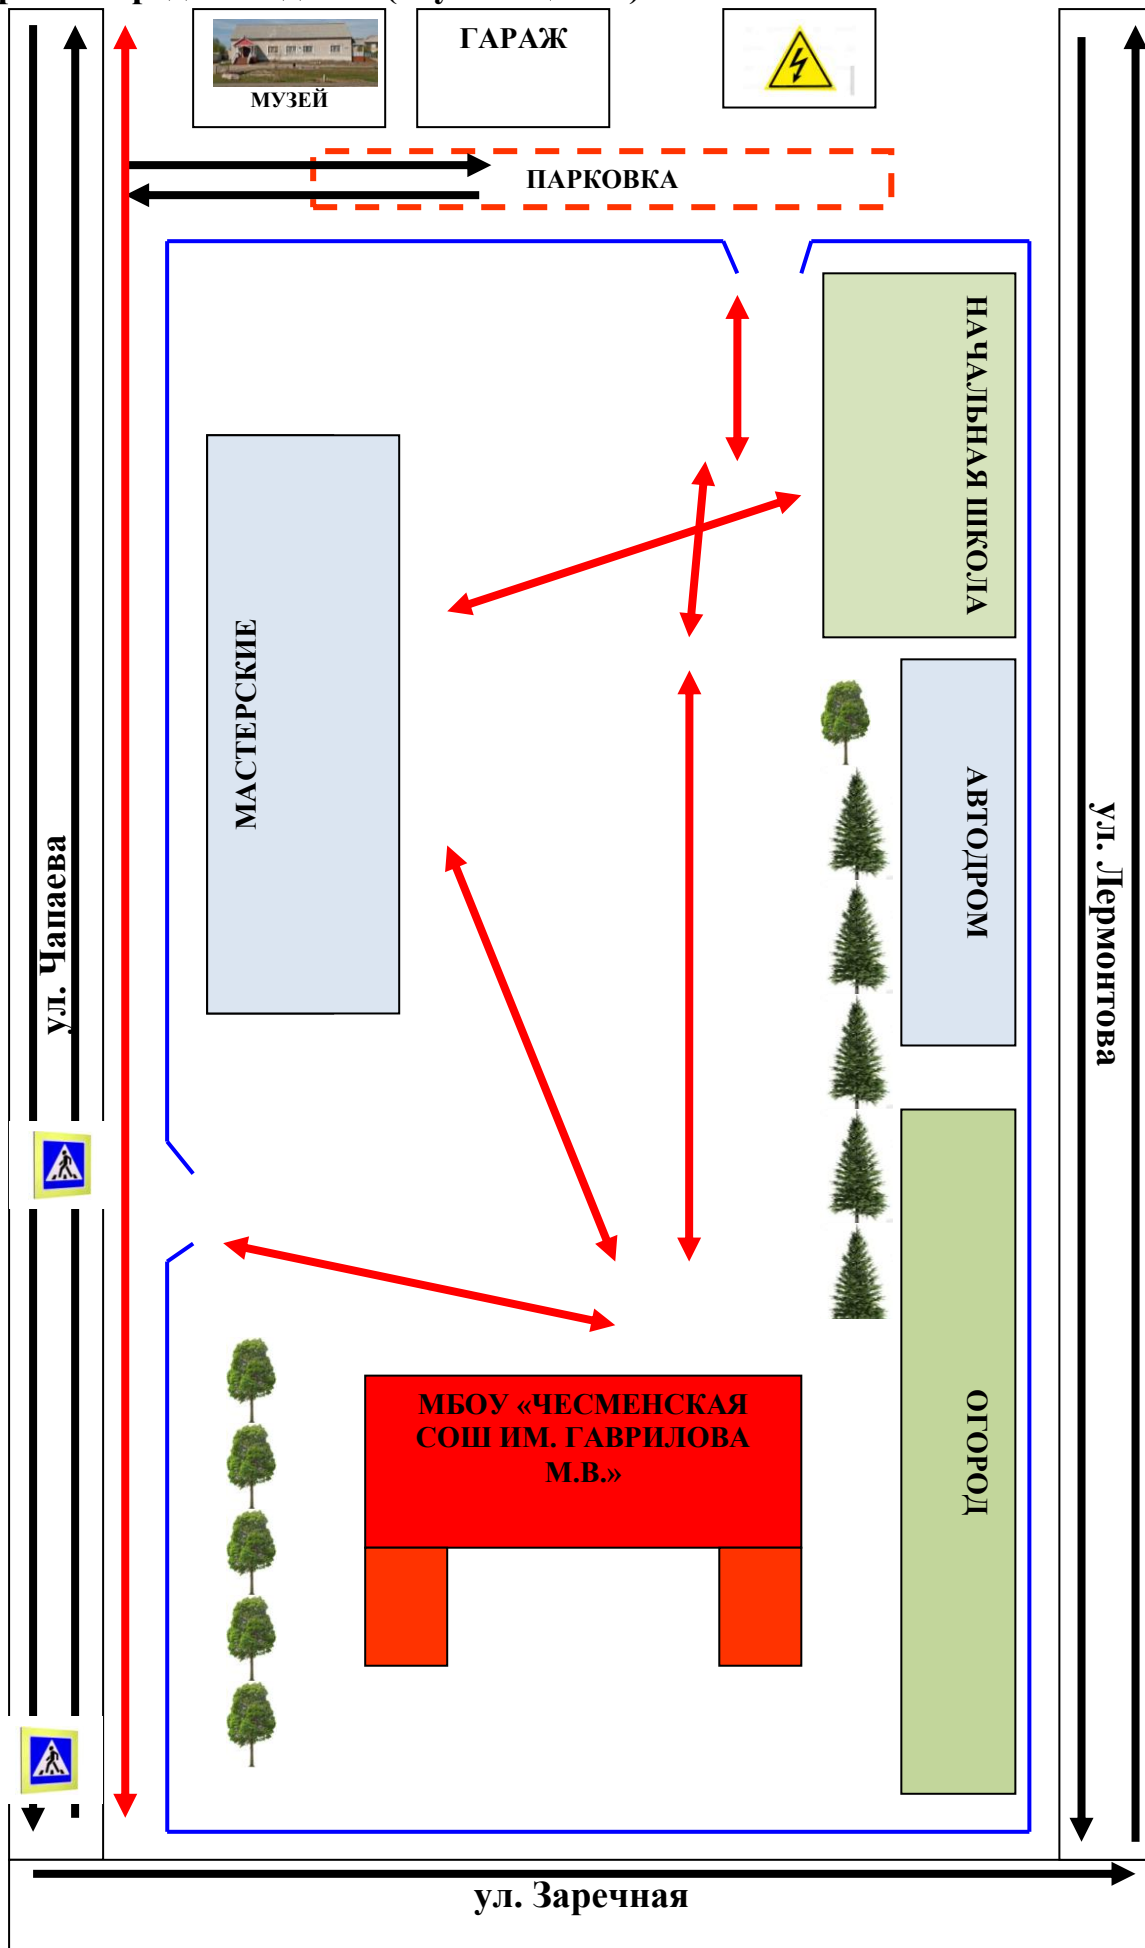 ГАРАЖ
МУЗЕЙ
ПАРКОВКА
НАЧАЛЬНАЯ ШКОЛА
МАСТЕРСКИЕ
АВТОДРОМ
ул. Чапаева
ул. Лермонтова
МБОУ «ЧЕСМЕНСКАЯ
СОШ ИМ. ГАВРИЛОВА
М.В.»
ОГОРОД
ул. Заречная